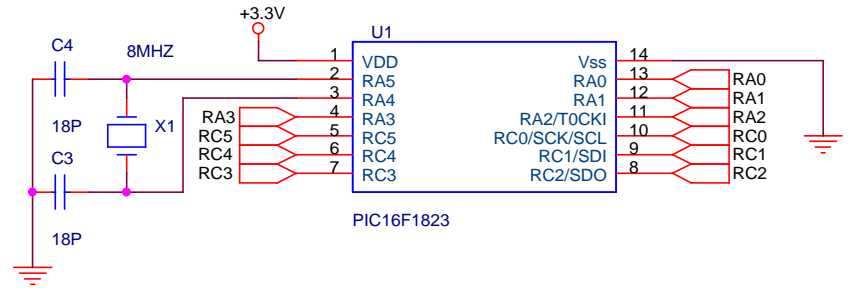 +3.3V
U1
C4
8MHZ
1 VDD Vss 14
2 RA5 RA0 13 RA0
3 RA4 RA1 12 RA1
RA3 4 RA3 RA2/T0CKI 11 RA2
18P X1
RC5 5 RC5 RC0/SCK/SCL 10 RC0
C3
RC4 6 RC4 RC1/SDI 9 RC1
RC3 7 RC3 RC2/SDO 8 RC2
PIC16F1823
18P